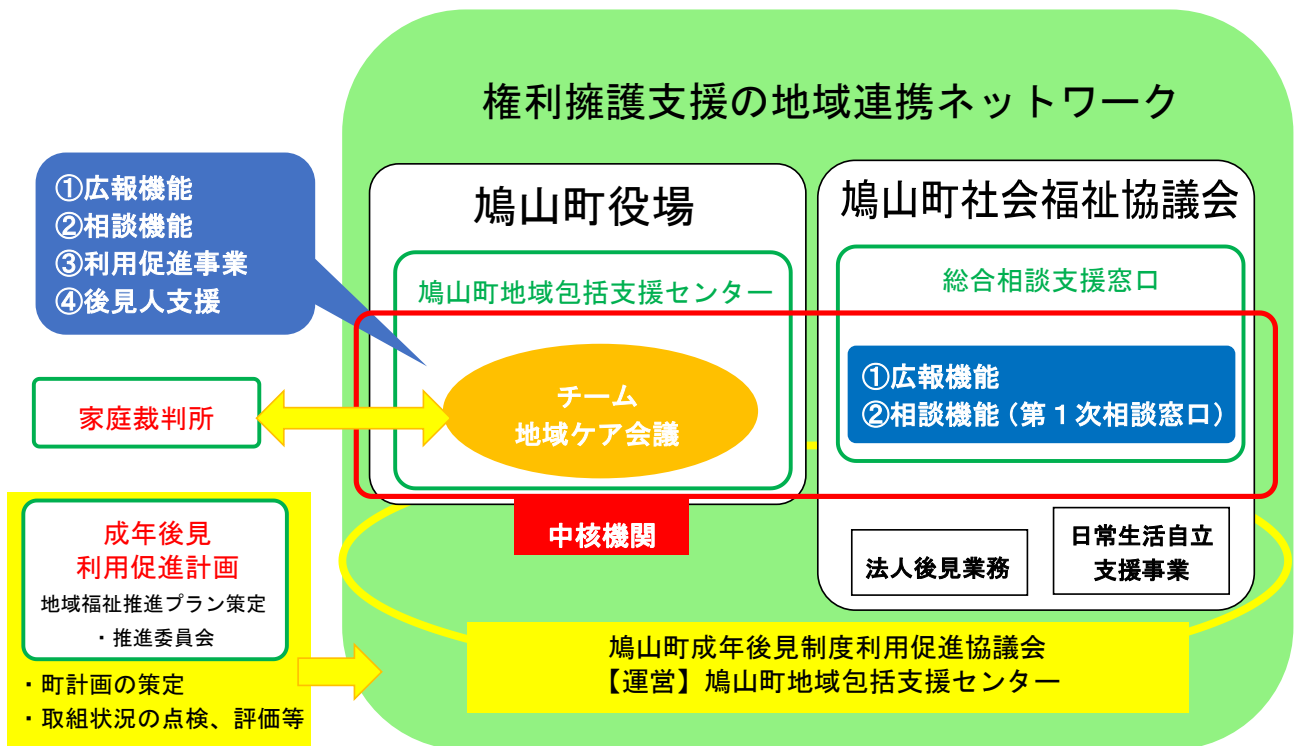 権利擁護支援の地域連携ネットワーク
①広報機能
②相談機能
③利用促進事業
④後見人支援
鳩山町役場
鳩山町地域包括支援センター
チーム
地域ケア会議
鳩山町社会福祉協議会
総合相談支援窓口
①広報機能
②相談機能(第1次相談窓口)
家庭裁判所
中核機関
法人後見業務
日常生活自立
支援事業
成年後見
利用促進計画
地域福祉推進プラン策定
・推進委員会
・町計画の策定
・取組状況の点検、評価等
鳩山町成年後見制度利用促進協議会
【運営】鳩山町地域包括支援センター